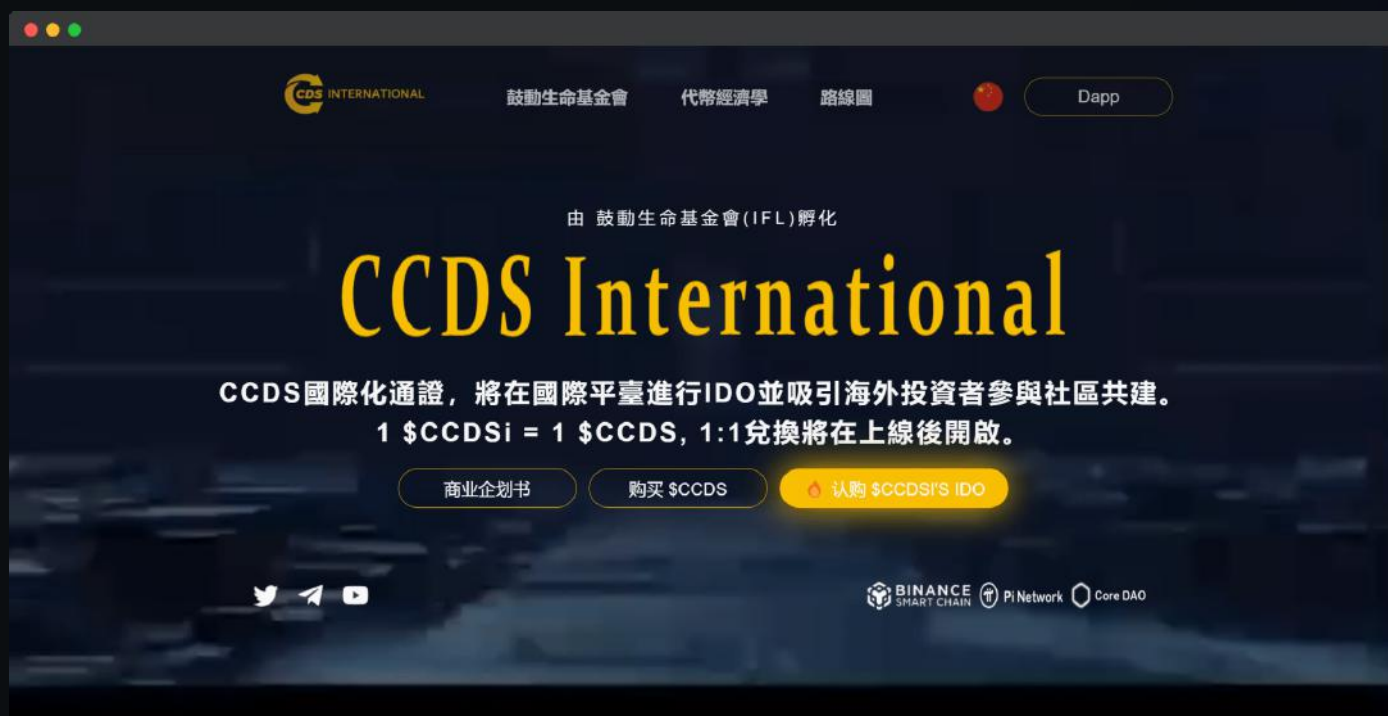 CCDS INTERNATIONAL
鼓動生命基金會
代幣經濟學
路線圖
Dapp
由 鼓動生命基金會(IFL)孵化
CCDS International
CCDS國際化通證，將在國際平臺進行IDO並吸引海外投資者參與社區共建。
1 $CCDSi = 1 $CCDS, 1:1兌換將在上線後開啟。
商业企划书
购买 $CCDS
认购 $CCDSI'S IDO
BINANCE
SMART CHAIN
Pi Network
Core DAO